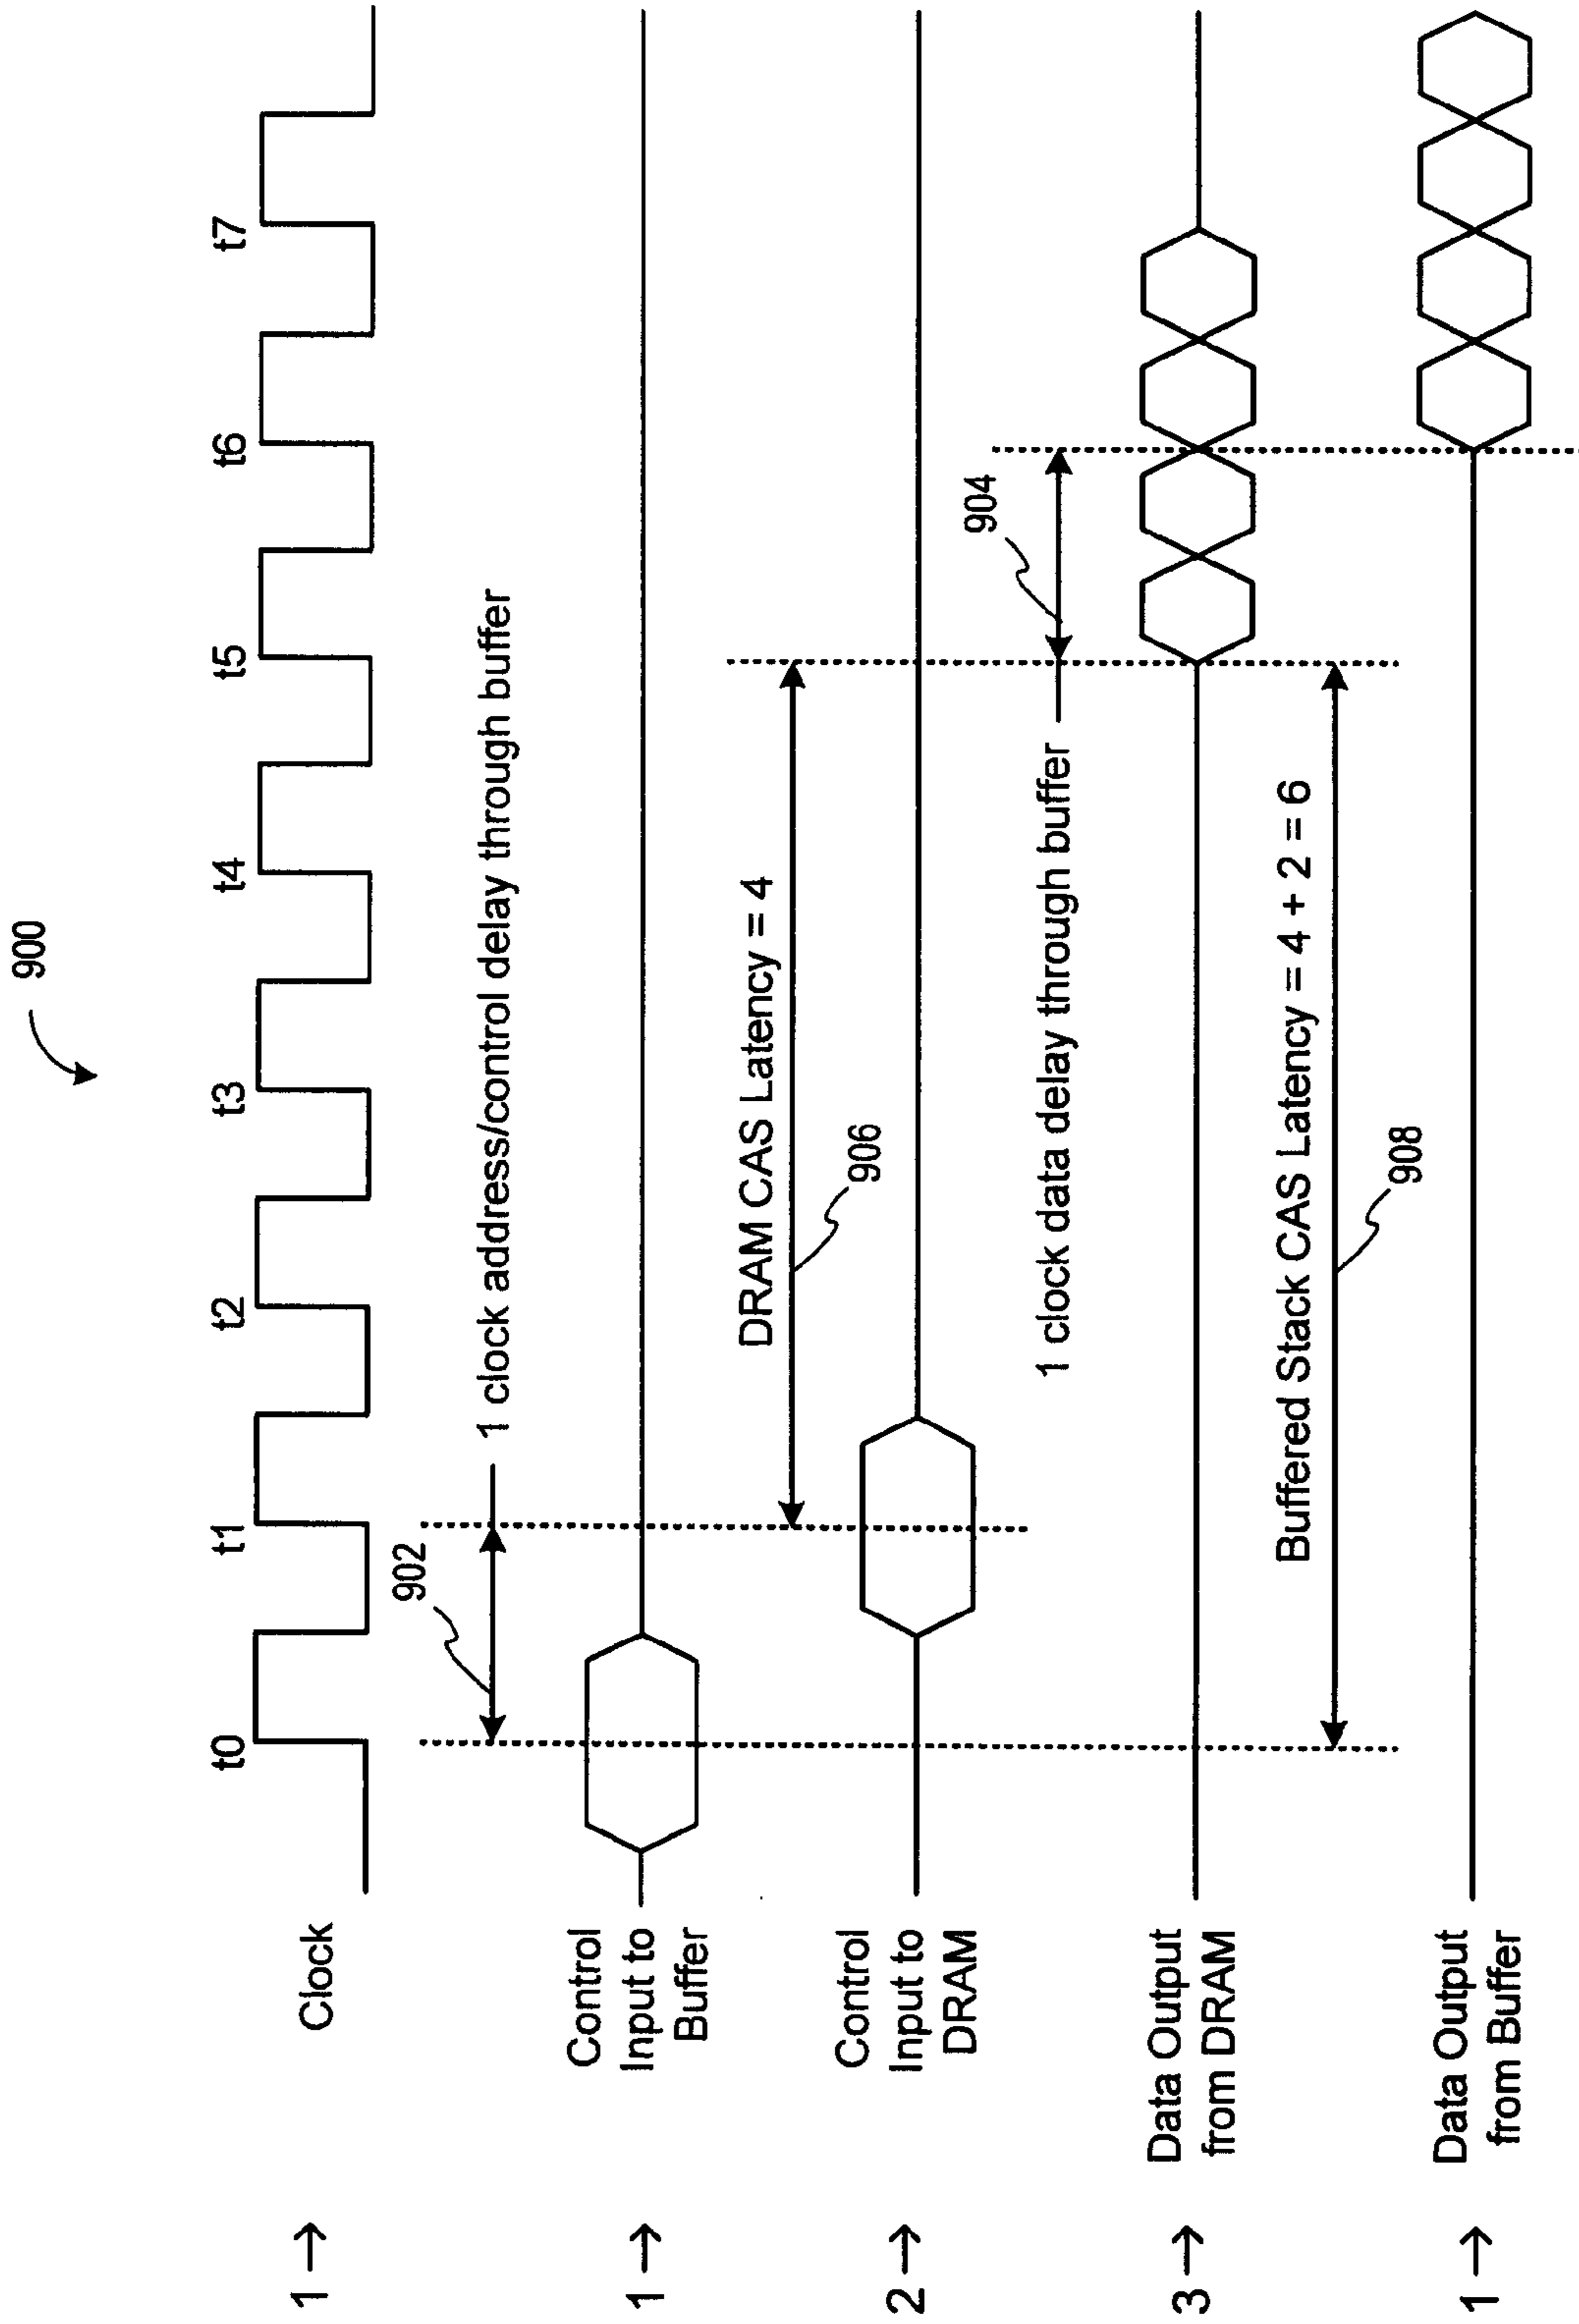 900
t0 t1 t2 t3 t4 t5 t6 t7
1 → Clock
902
1 clock address/control delay through buffer
1 → Control
Input to
Buffer
DRAM CAS Latency = 4
906
2 → Control
Input to
DRAM
904
1 clock data delay through buffer
3 → Data Output
from DRAM
Buffered Stack CAS Latency = 4 + 2 = 6
908
1 → Data Output
from Buffer